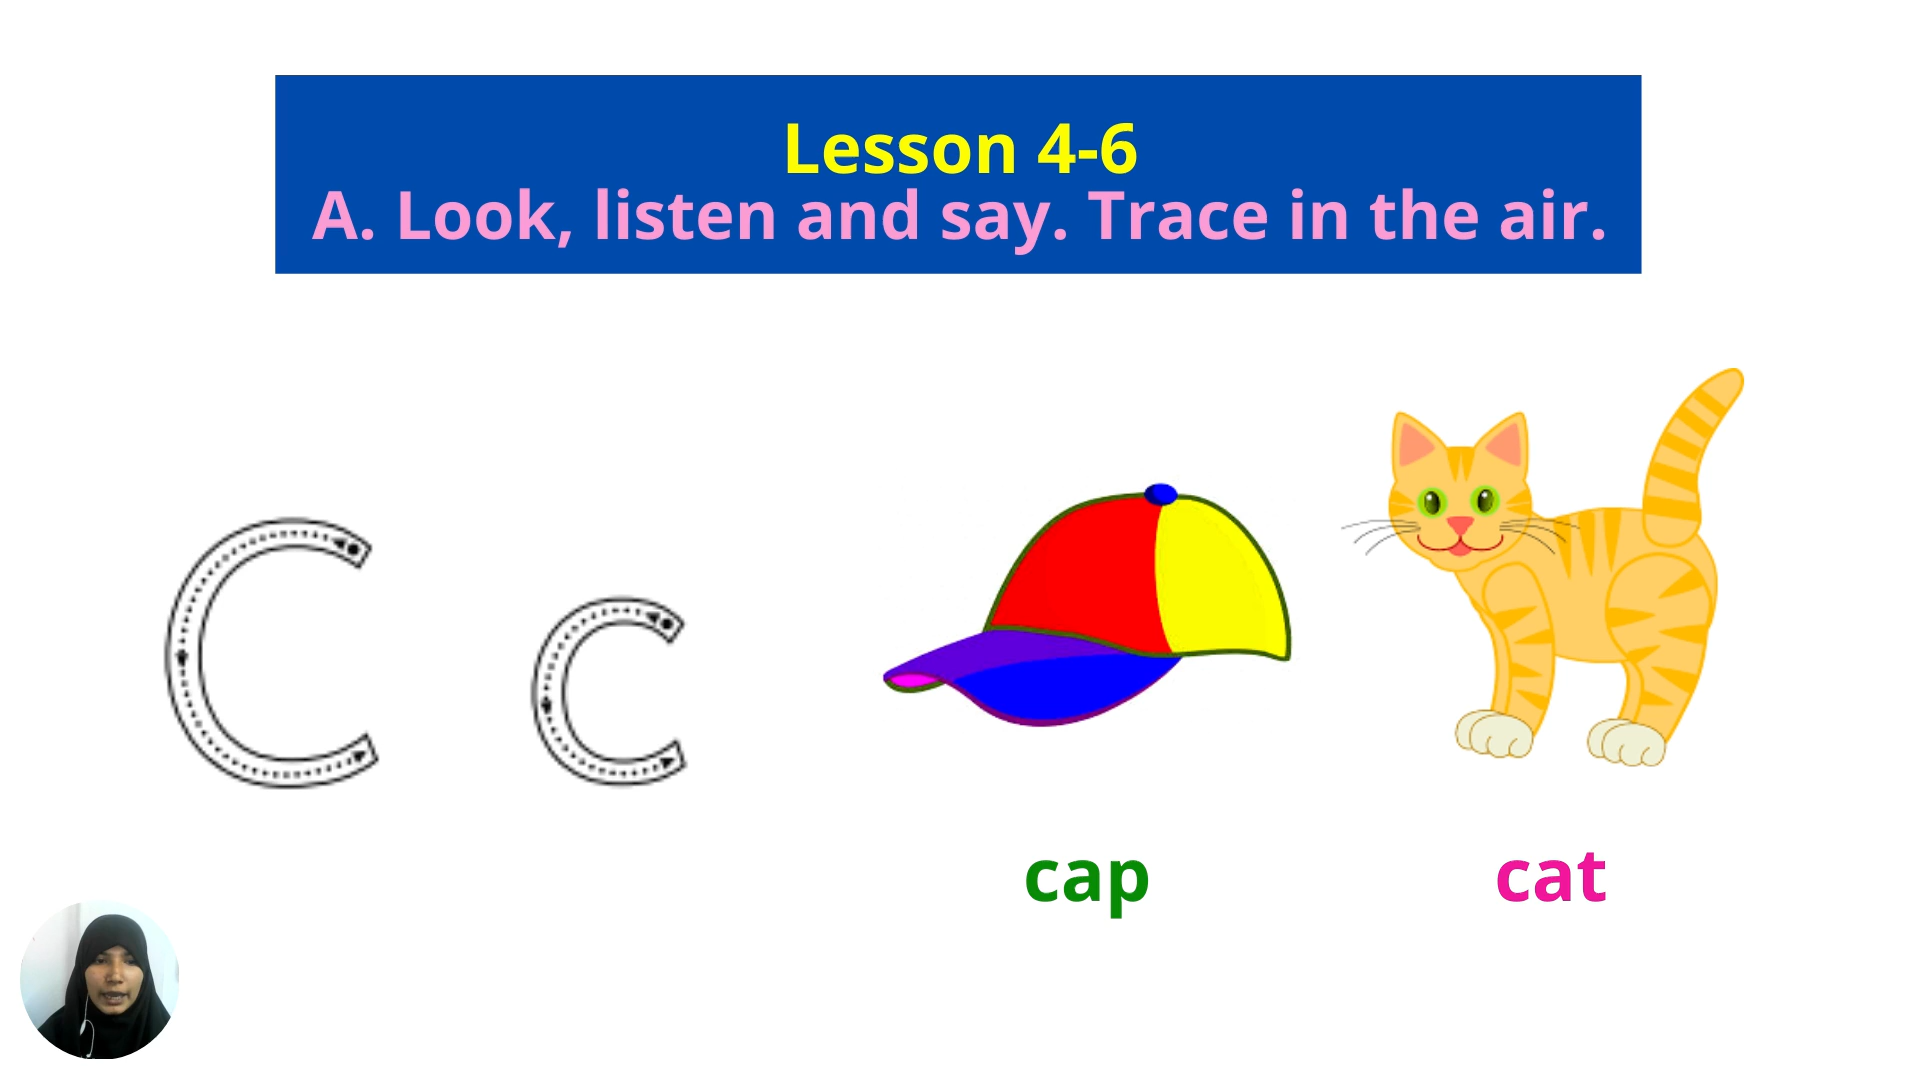 Lesson 4-6
A. Look, listen and say. Trace in the air.
C c
cap cat